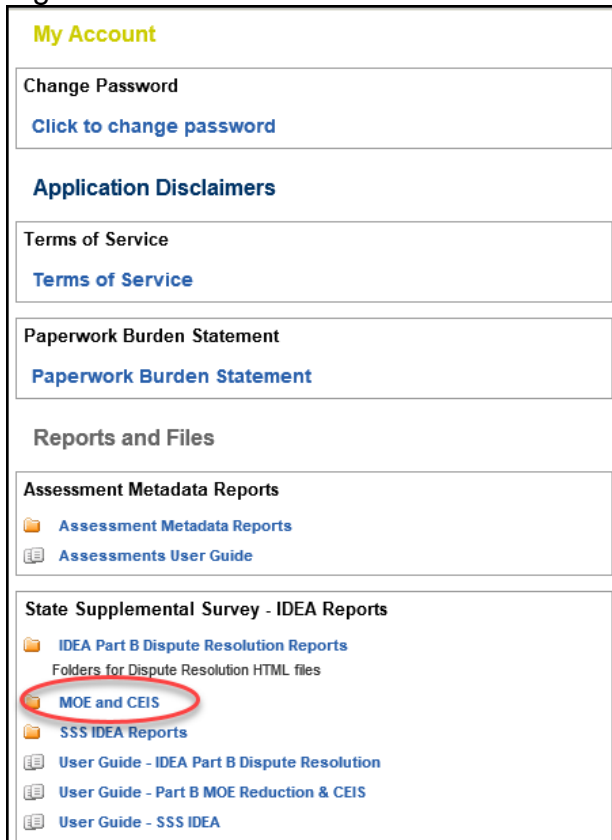 My Account
Change Password
Click to change password
Application Disclaimers
Terms of Service
Terms of Service
Paperwork Burden Statement
Paperwork Burden Statement
Reports and Files
Assessment Metadata Reports
Assessment Metadata Reports
Assessments User Guide
State Supplemental Survey - IDEA Reports
IDEA Part B Dispute Resolution Reports
Folders for Dispute Resolution HTML files
MOE and CEIS
SSS IDEA Reports
User Guide - IDEA Part B Dispute Resolution
User Guide - Part B MOE Reduction & CEIS
User Guide - SSS IDEA